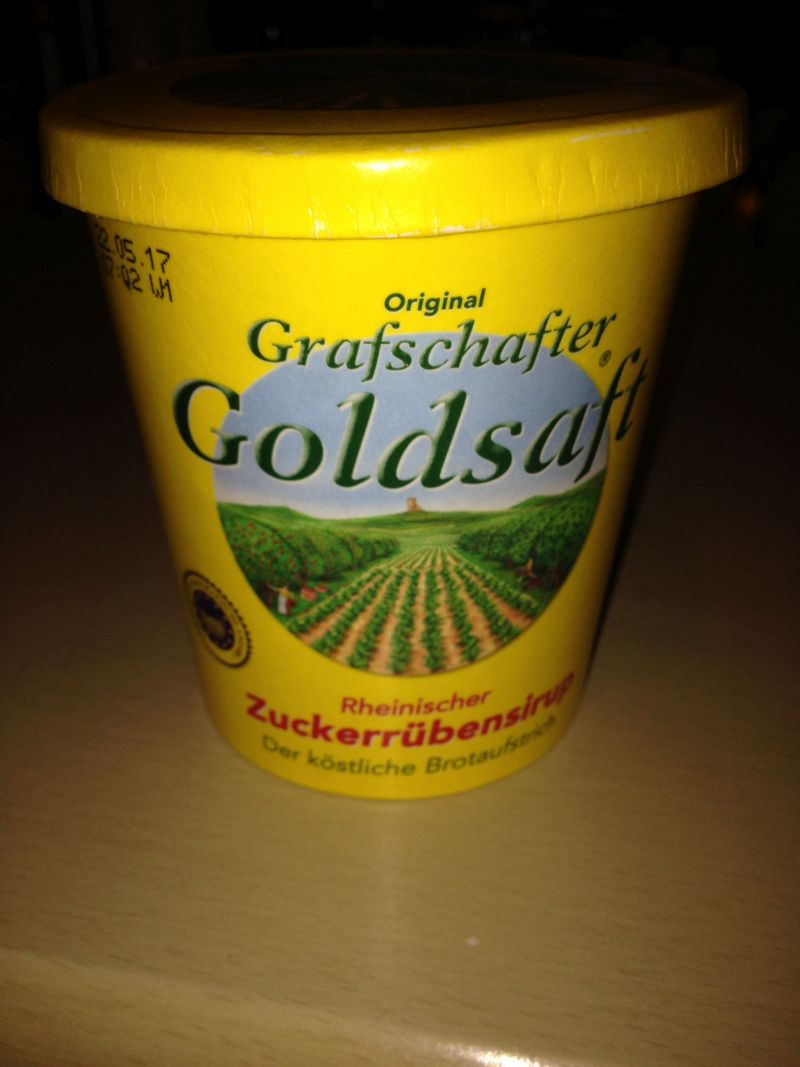 22.05.17
Original
Grafschafter
Goldsaft®
Rheinischer
Zuckerrübensirup
Der köstliche Brotaufstrich